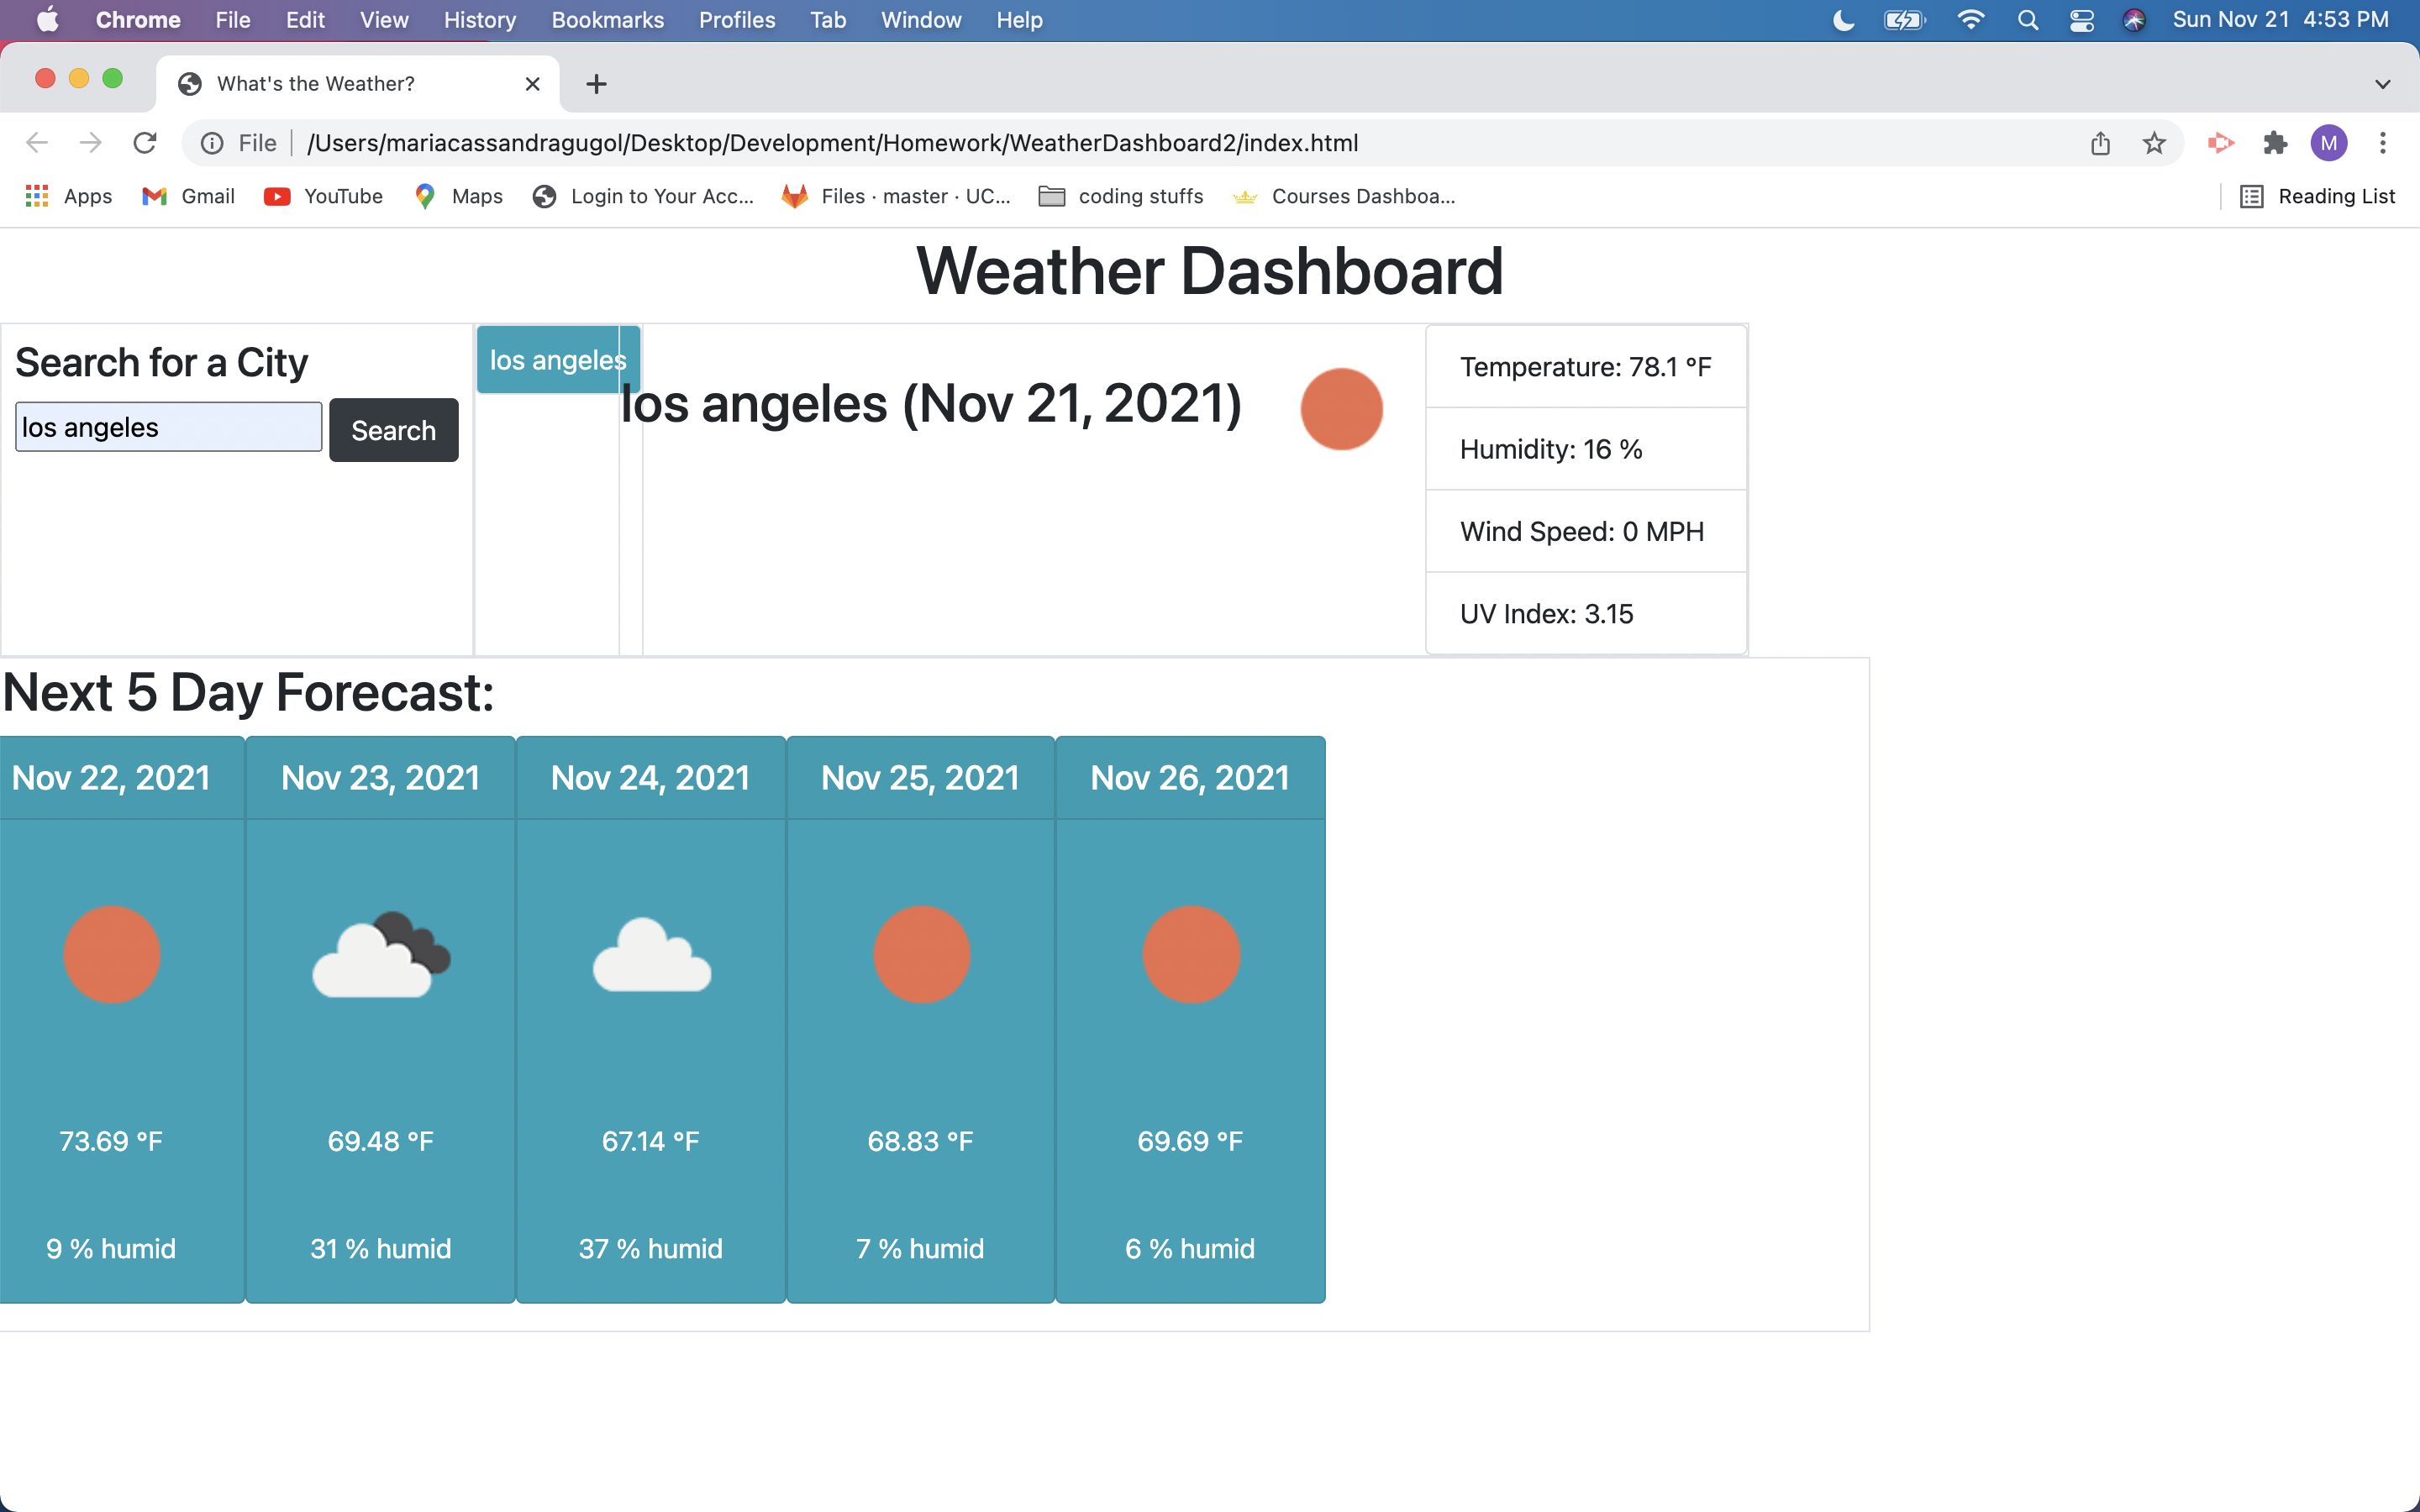 Chrome File Edit View History Bookmarks Profiles Tab Window Help Sun Nov 21 4:53 PM
What's the Weather?
File /Users/mariacassandragugol/Desktop/Development/Homework/WeatherDashboard2/index.html M
Apps Gmail YouTube Maps Login to Your Acc... Files · master · UC... coding stuffs Courses Dashboa... Reading List
Weather Dashboard
Search for a City
los angeles
Search
los angeles
los angeles (Nov 21, 2021)
Temperature: 78.1 °F
Humidity: 16 %
Wind Speed: 0 MPH
UV Index: 3.15
Next 5 Day Forecast:
Nov 22, 2021 Nov 23, 2021 Nov 24, 2021 Nov 25, 2021 Nov 26, 2021
73.69 °F 69.48 °F 67.14 °F 68.83 °F 69.69 °F
9 % humid 31 % humid 37 % humid 7 % humid 6 % humid